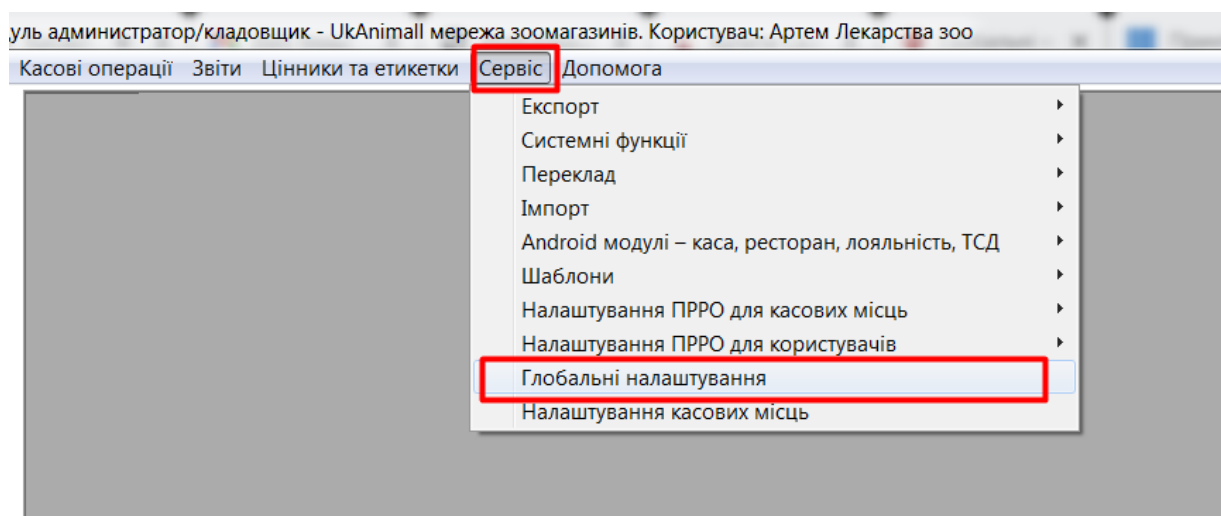 уль администратор/кладовщик - UkAnimall мережа зоомагазинів. Користувач: Артем Лекарства зоо
Касові операції Звіти Цінники та етикетки Сервіс Допомога
Експорт
Системні функції
Переклад
Імпорт
Android модулі – каса, ресторан, лояльність, ТСД
Шаблони
Налаштування ПРРО для касових місць
Налаштування ПРРО для користувачів
Глобальні налаштування
Налаштування касових місць